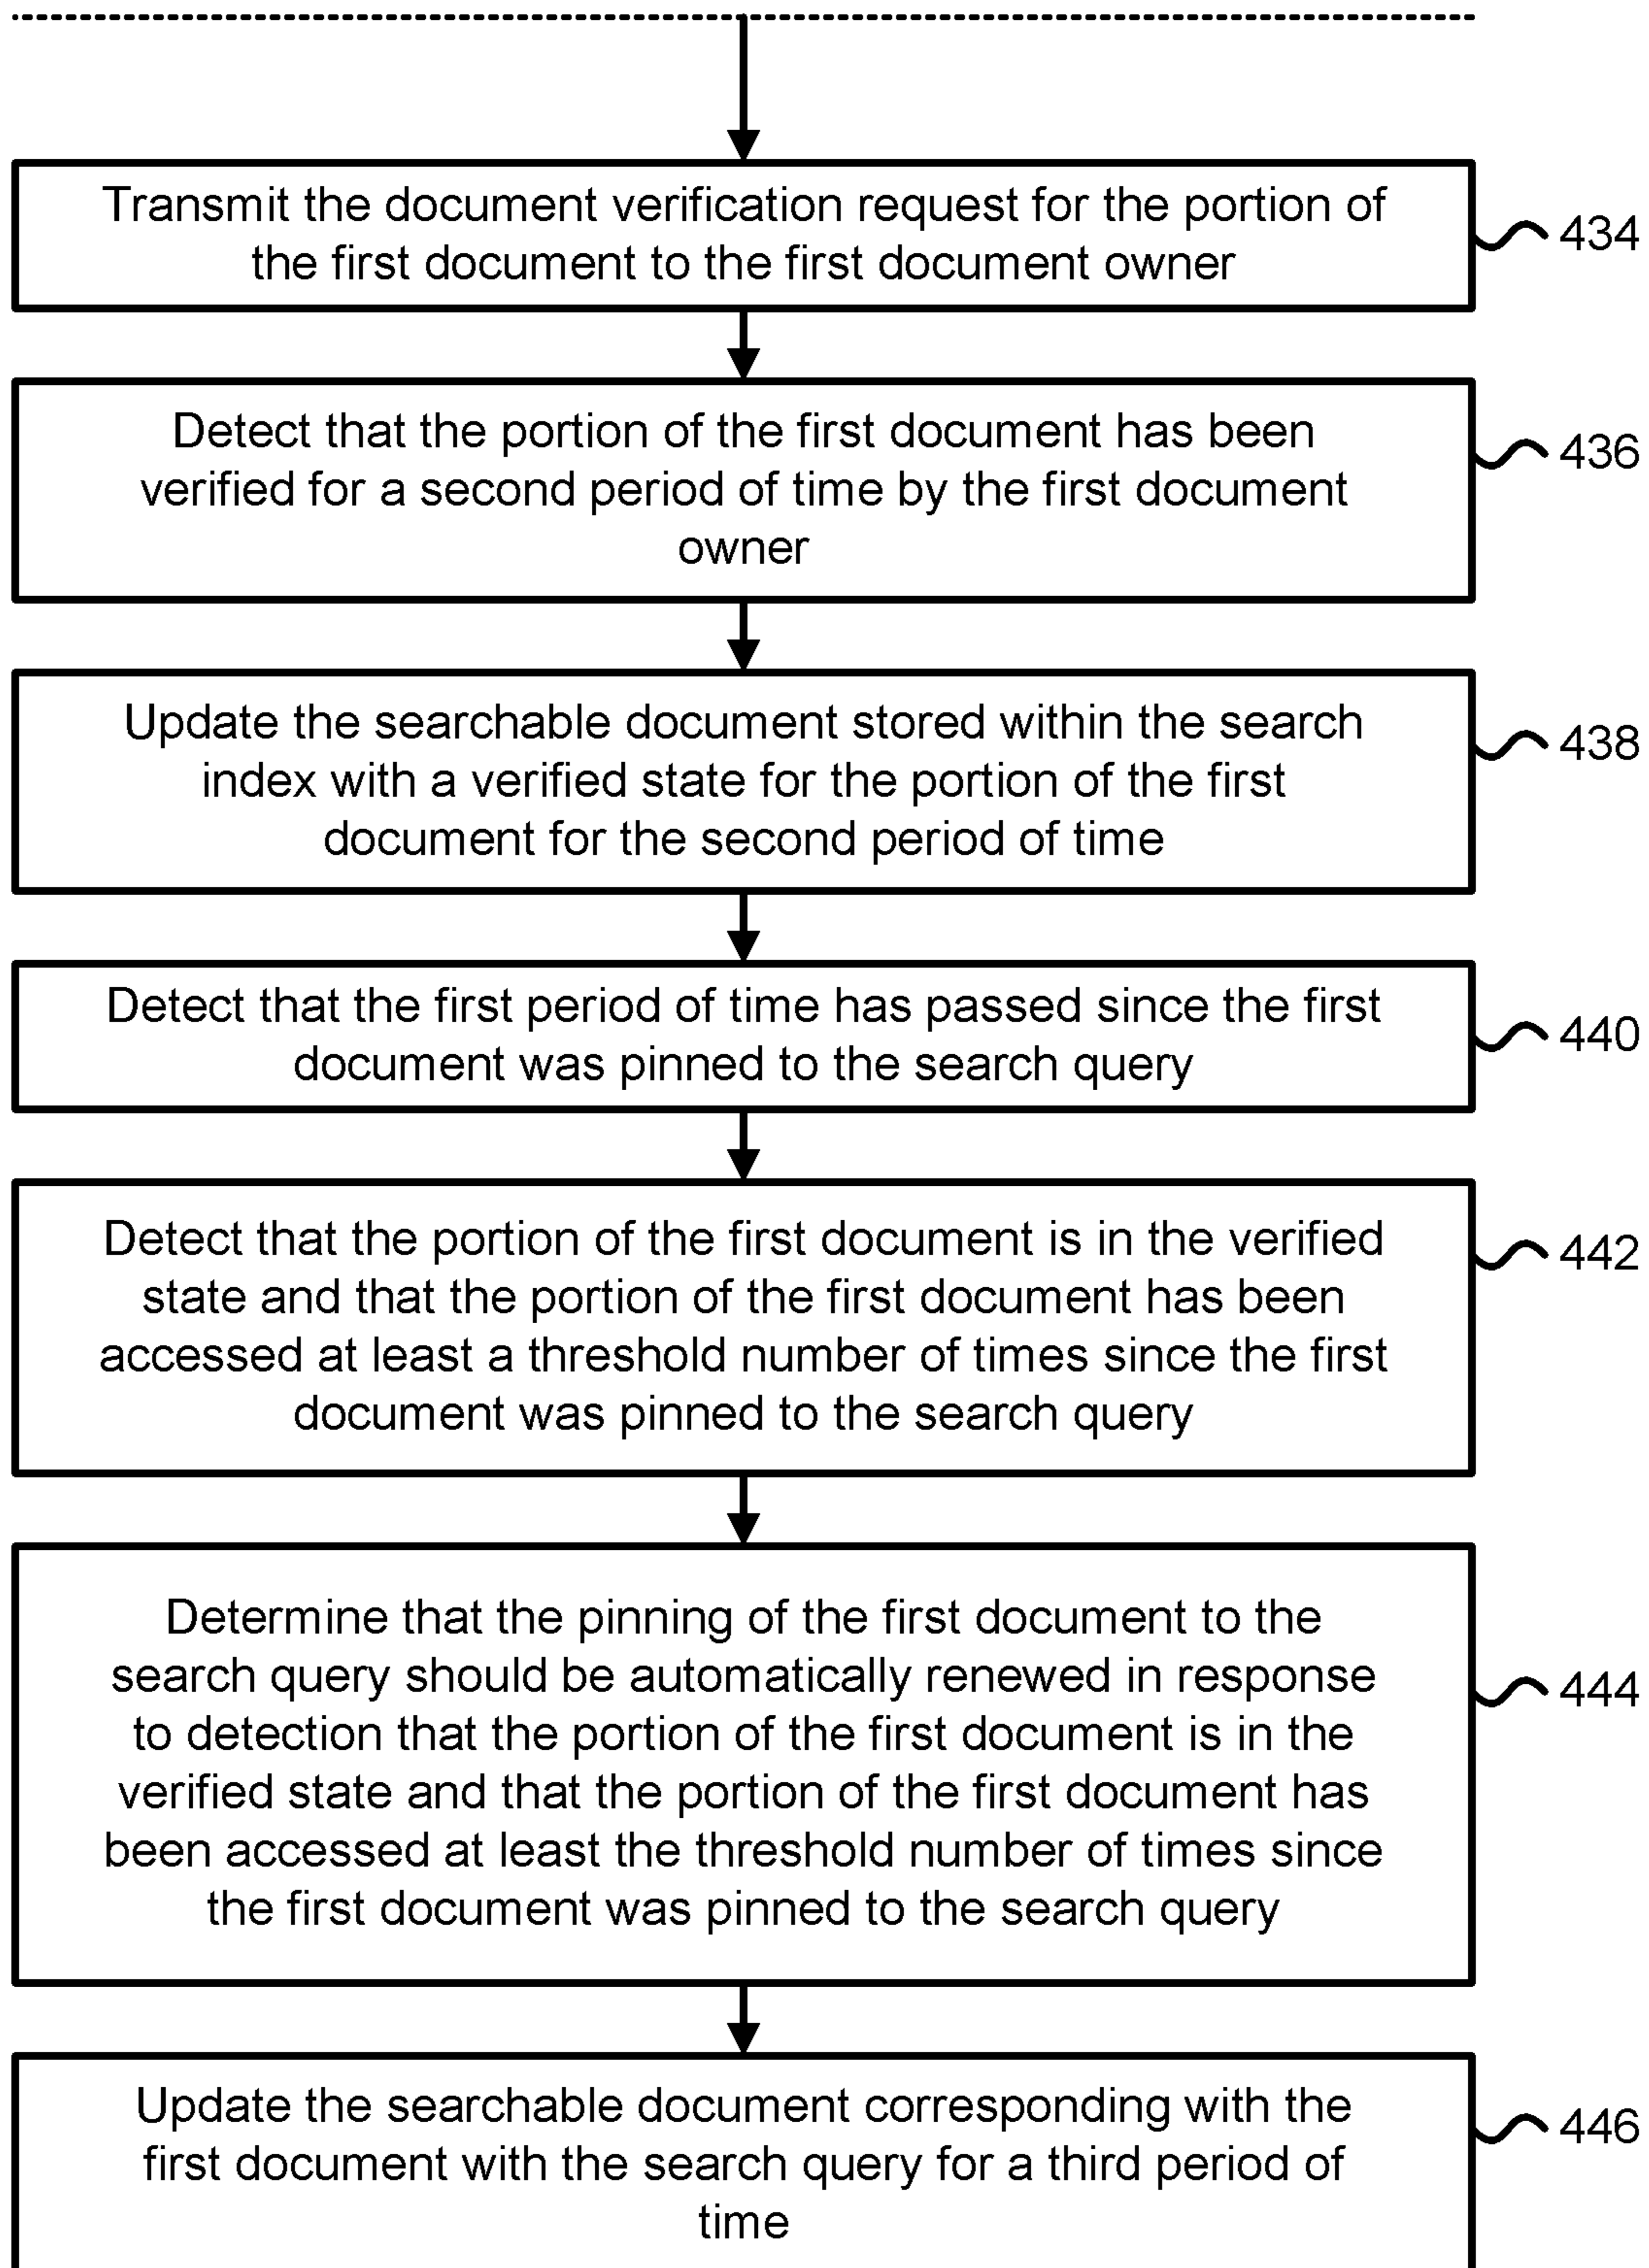 Transmit the document verification request for the portion of
the first document to the first document owner
434
Detect that the portion of the first document has been
verified for a second period of time by the first document
owner
436
Update the searchable document stored within the search
index with a verified state for the portion of the first
document for the second period of time
438
Detect that the first period of time has passed since the first
document was pinned to the search query
440
Detect that the portion of the first document is in the verified
state and that the portion of the first document has been
accessed at least a threshold number of times since the first
document was pinned to the search query
442
Determine that the pinning of the first document to the
search query should be automatically renewed in response
to detection that the portion of the first document is in the
verified state and that the portion of the first document has
been accessed at least the threshold number of times since
the first document was pinned to the search query
444
Update the searchable document corresponding with the
first document with the search query for a third period of
time
446